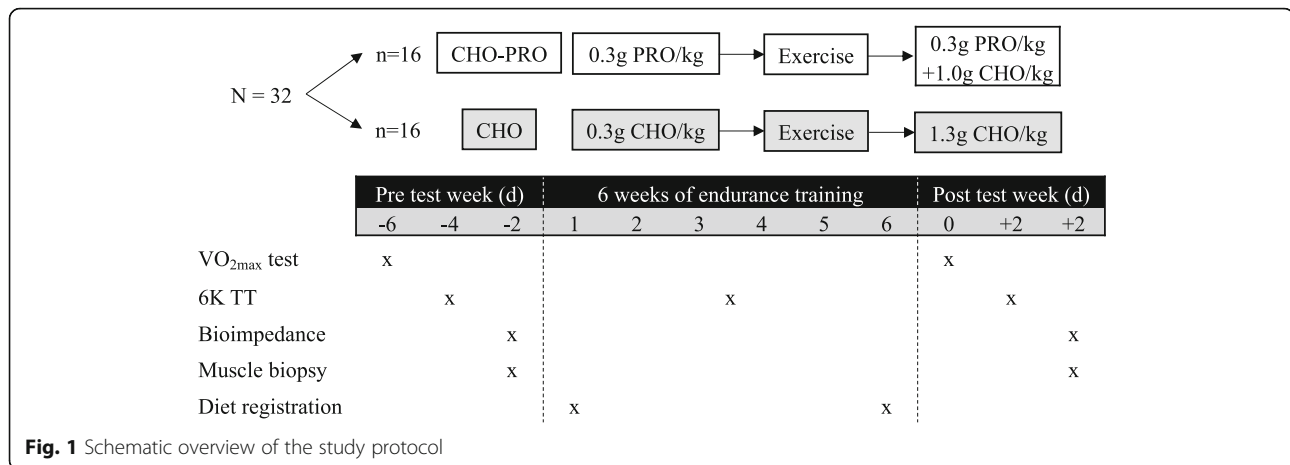 n=16 CHO-PRO 0.3g PRO/kg Exercise 0.3g PRO/kg +1.0g CHO/kg
N = 32
n=16 CHO 0.3g CHO/kg Exercise 1.3g CHO/kg
Pre test week (d) 6 weeks of endurance training Post test week (d)
-6 -4 -2 1 2 3 4 5 6 0 +2 +2
VO2max test x x
6K TT x x x
Bioimpedance x x
Muscle biopsy x x
Diet registration x x
Fig. 1 Schematic overview of the study protocol